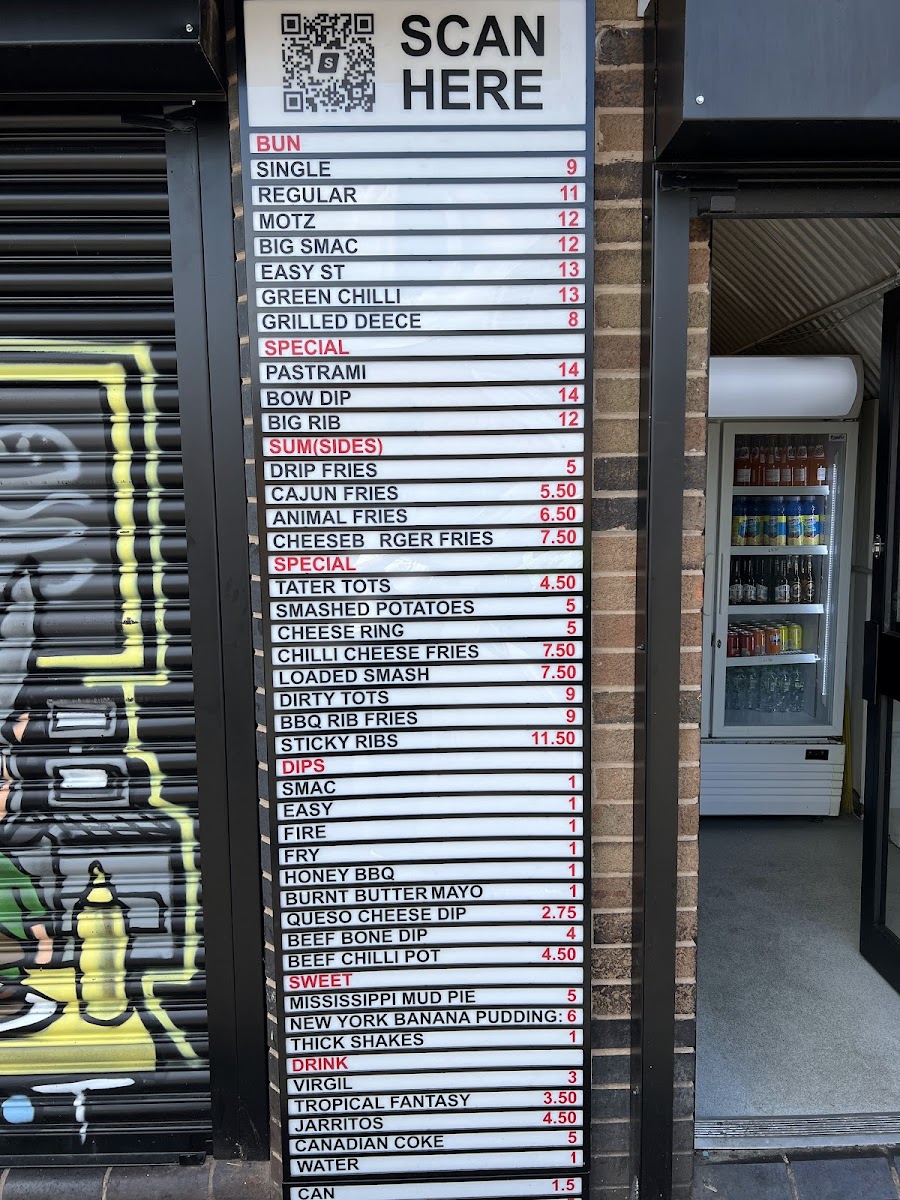 SCAN
HERE
BUN
SINGLE 9
REGULAR 11
MOTZ 12
BIG SMAC 12
EASY ST 13
GREEN CHILLI 13
GRILLED DEECE 8
SPECIAL
PASTRAMI 14
BOW DIP 14
BIG RIB 12
SUM(SIDES)
DRIP FRIES 5
CAJUN FRIES 5.50
ANIMAL FRIES 6.50
CHEESEB RGER FRIES 7.50
SPECIAL
TATER TOTS 4.50
SMASHED POTATOES 5
CHEESE RING 5
CHILLI CHEESE FRIES 7.50
LOADED SMASH 7.50
DIRTY TOTS 9
BBQ RIB FRIES 9
STICKY RIBS 11.50
DIPS
SMAC 1
EASY 1
FIRE 1
FRY 1
HONEY BBQ 1
BURNT BUTTER MAYO 1
QUESO CHEESE DIP 2.75
BEEF BONE DIP 4
BEEF CHILLI POT 4.50
SWEET
MISSISSIPPI MUD PIE 5
NEW YORK BANANA PUDDING: 6
THICK SHAKES 1
DRINK
VIRGIL 3
TROPICAL FANTASY 3.50
JARRITOS 4.50
CANADIAN COKE 5
WATER 1
CAN 1.5